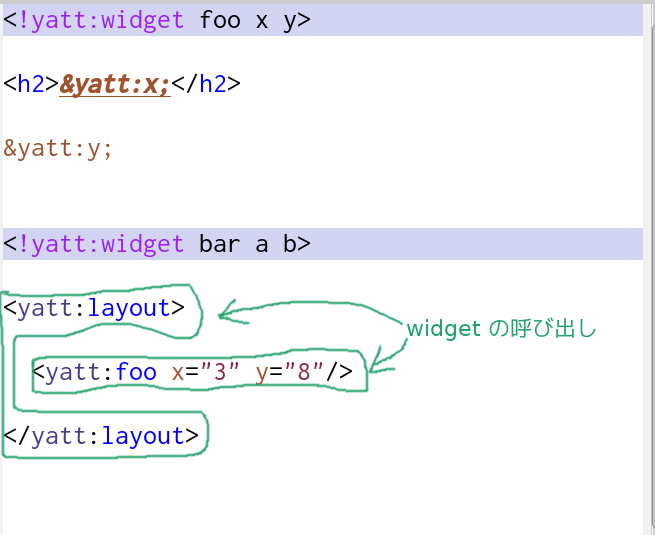 <!yatt:widget foo x y>
<h2>&yatt:x;</h2>
&yatt:y;
<!yatt:widget bar a b>
<yatt:layout>
widget の呼び出し
<yatt:foo x="3" y="8"/>
</yatt:layout>